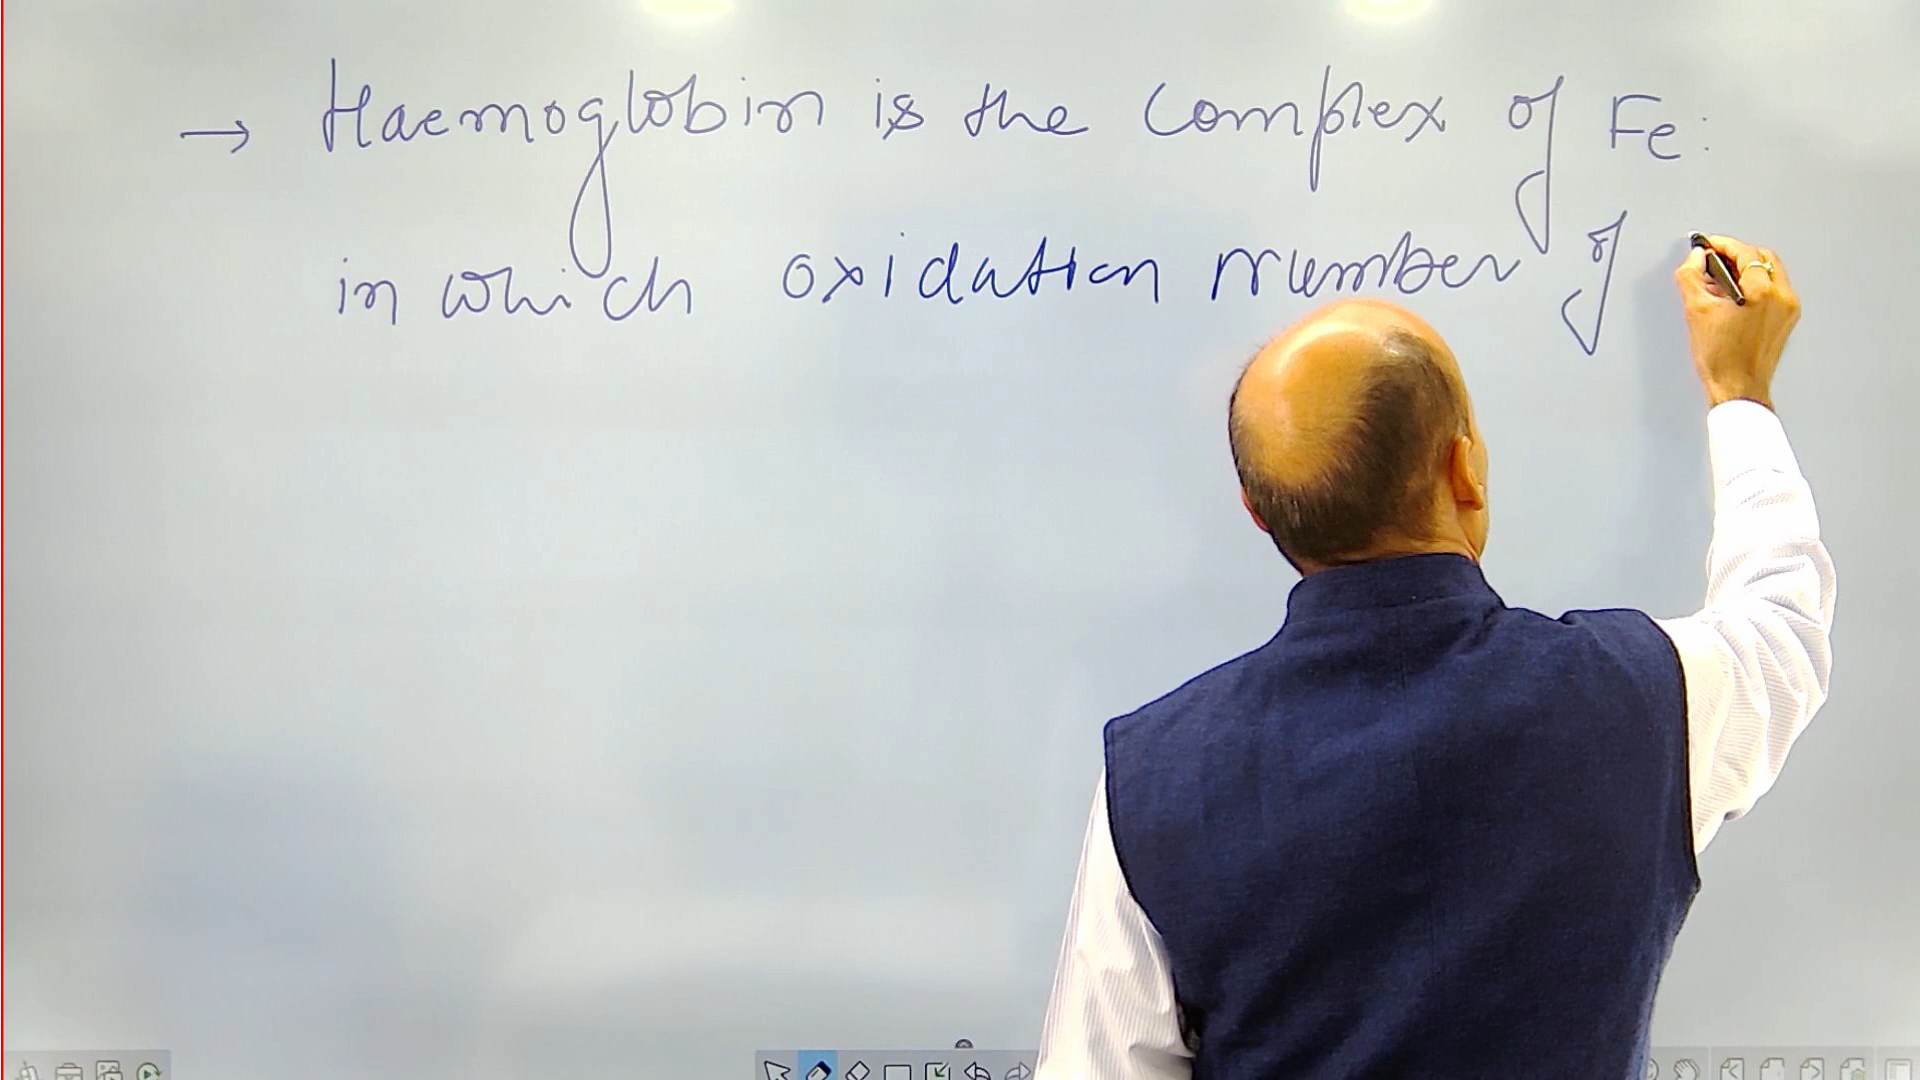 → Haemoglobin is the complex of Fe:
in which oxidation number of